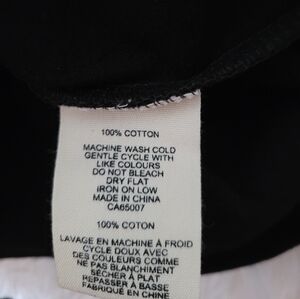 100% COTTON
MACHINE WASH COLD
GENTLE CYCLE WITH
LIKE COLOURS
DO NOT BLEACH
DRY FLAT
IRON ON LOW
MADE IN CHINA
CA65007
100% COTON
LAVAGE EN MACHINE À FROID
CYCLE DOUX AVEC
DES COULEURS COMME
NE PAS BLANCHIMENT
SÉCHER À PLAT
REPASSER À BASSE
FABRIQUÉ EN CHINE